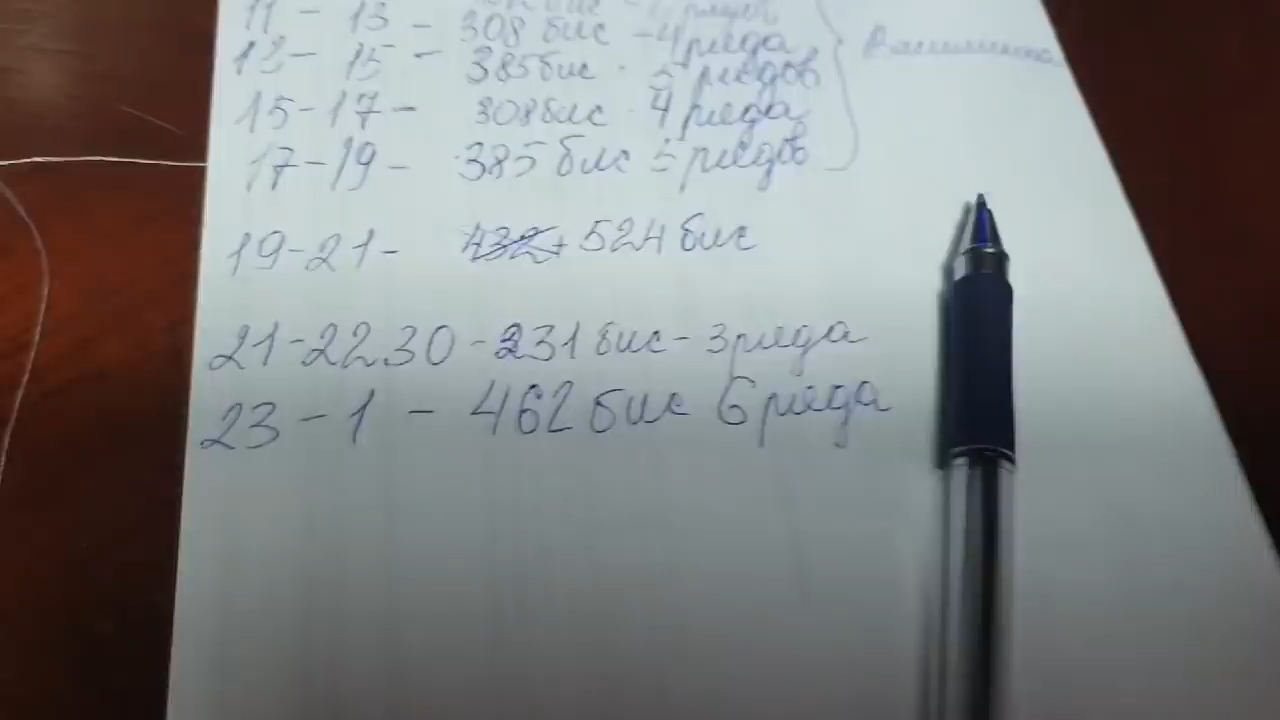 11 - 13 - 308 бис - 4 ряда
13 - 15 - 385 бис - 5 рядов
15 - 17 - 308 бис - 4 ряда
17 - 19 - 385 бис 5 рядов
19 - 21 - 432+ 524 бис
21 - 22 30 - 231 бис - 3 ряда
23 - 1 - 462 бис 6 ряда